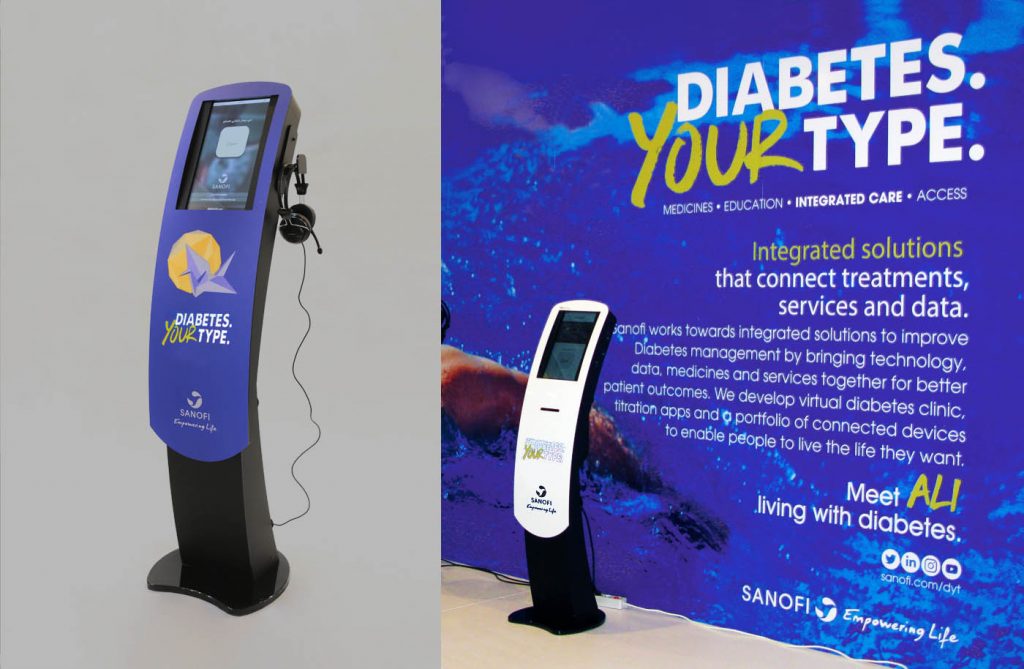 SANOFI
DIABETES.
YOUR TYPE.
SANOFI
Empowering Life
DIABETES.
YOUR TYPE.
MEDICINES • EDUCATION • INTEGRATED CARE • ACCESS
Integrated solutions
that connect treatments,
services and data.
Sanofi works towards integrated solutions to improve
Diabetes management by bringing technology,
data, medicines and services together for better
patient outcomes. We develop virtual diabetes clinic,
titration apps and a portfolio of connected devices
to enable people to live the life they want.
Meet ALI
living with diabetes.
sanofi.com/dyt
SANOFI Empowering Life
DIABETES.
YOUR TYPE.
SANOFI
Empowering Life